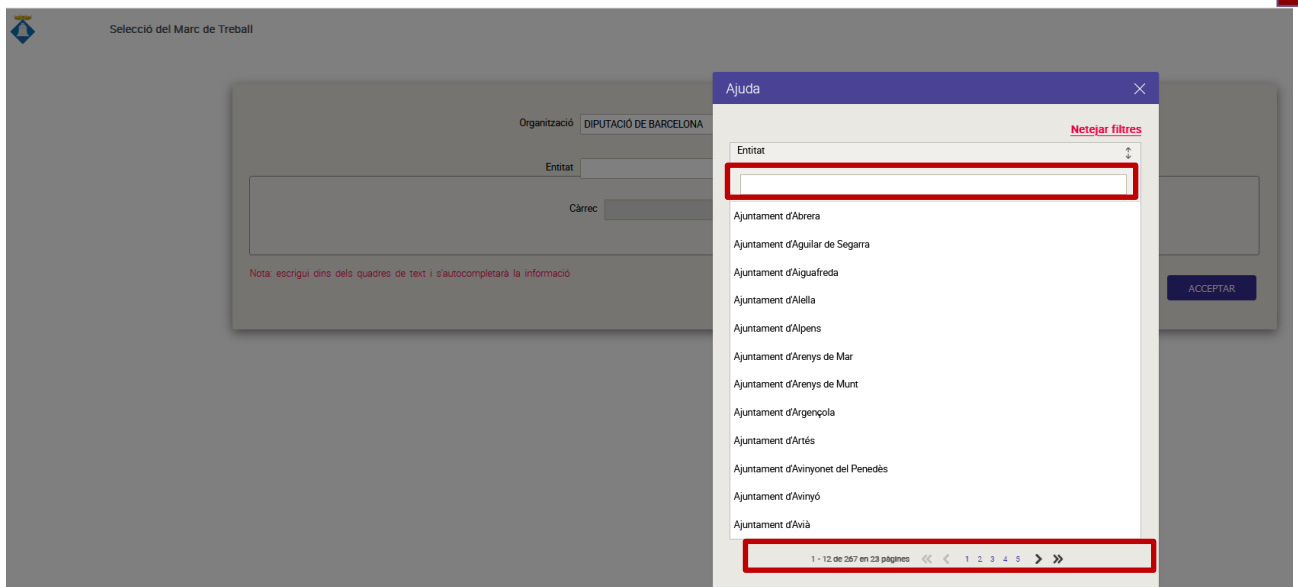 Selecció del Marc de Treball
Organització DIPUTACIÓ DE BARCELONA
Entitat
Càrrec
Nota: escrigui dins dels quadres de text i s'autocompletarà la informació
ACCEPTAR
Ajuda
Netejar filtres
Entitat
Ajuntament d'Abrera
Ajuntament d'Aguilar de Segarra
Ajuntament d'Aiguafreda
Ajuntament d'Alella
Ajuntament d'Alpens
Ajuntament d'Arenys de Mar
Ajuntament d'Arenys de Munt
Ajuntament d'Argençola
Ajuntament d'Artés
Ajuntament d'Avinyonet del Penedès
Ajuntament d'Avinyó
Ajuntament d'Avià
1 - 12 de 267 en 23 pàgines 1 2 3 4 5